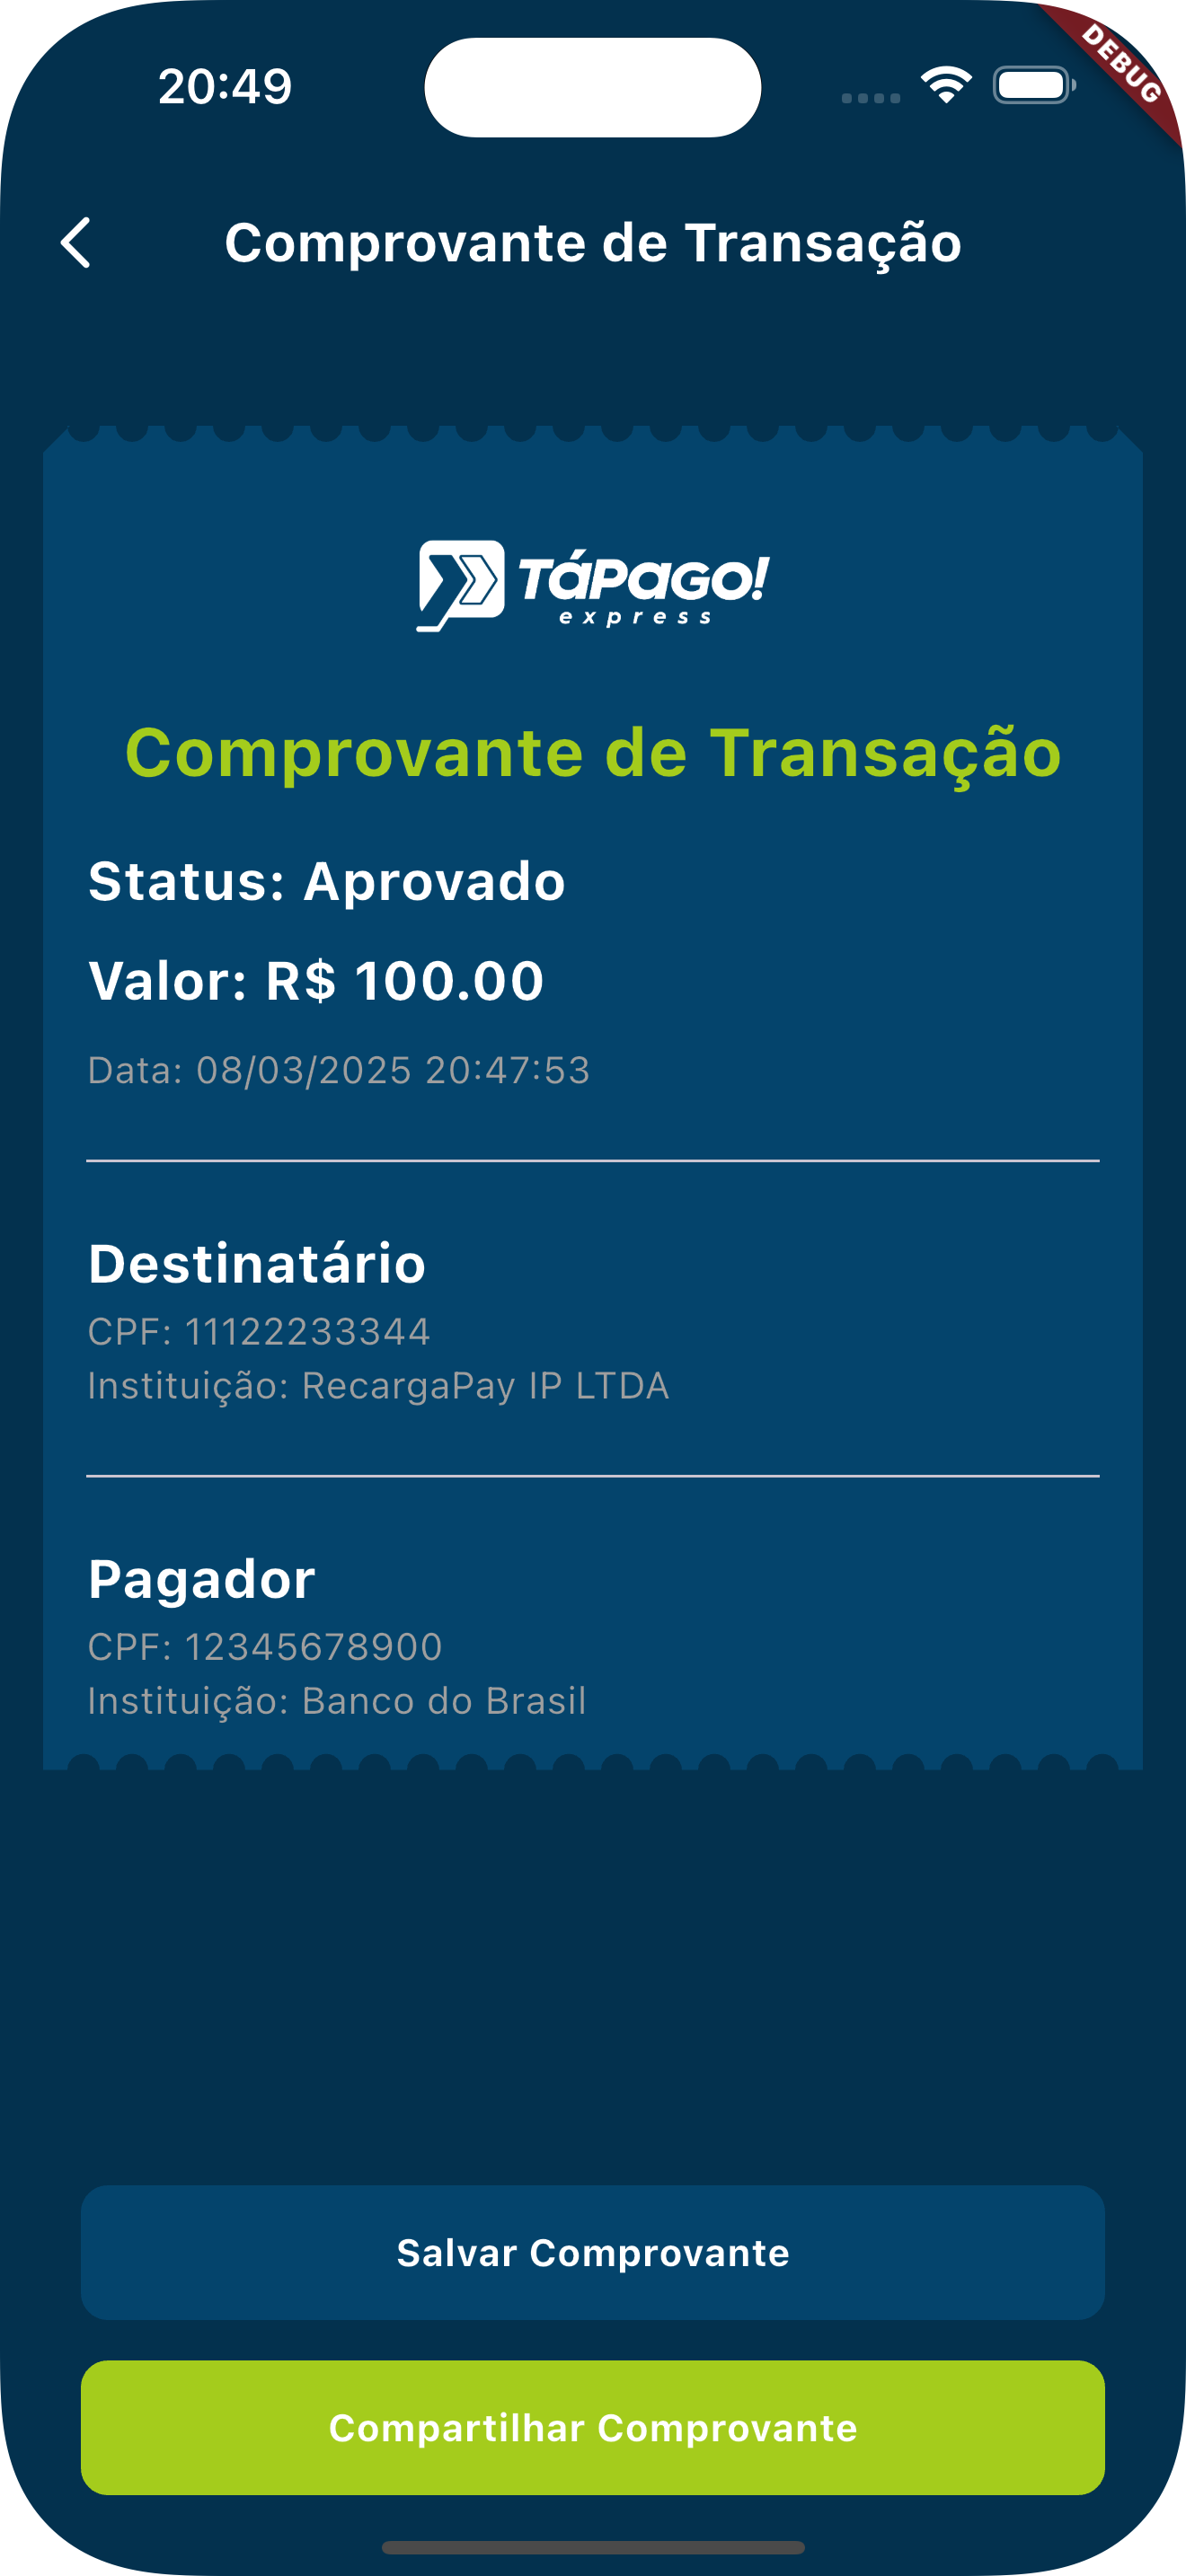 20:49
DEBUG
Comprovante de Transação
TáPago!
express
Comprovante de Transação
Status: Aprovado
Valor: R$ 100.00
Data: 08/03/2025 20:47:53
Destinatário
CPF: 11122233344
Instituição: RecargaPay IP LTDA
Pagador
CPF: 12345678900
Instituição: Banco do Brasil
Salvar Comprovante
Compartilhar Comprovante